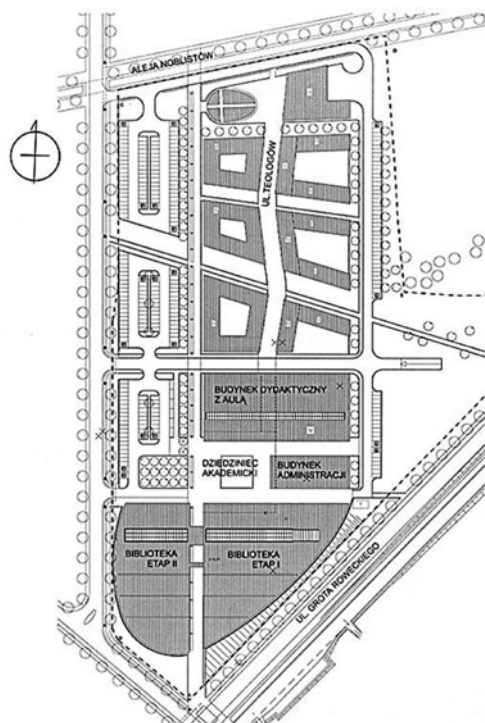 ALEJA NOBLISTÓW
UL. TEOLOGÓW
BUDYNEK DYDAKTYCZNY
Z AULĄ
DZIEDZINIEC
AKADEMICKI
BUDYNEK
ADMINISTRACJI
BIBLIOTEKA
ETAP II
BIBLIOTEKA
ETAP I
UL. GROTA ROWECKIEGO